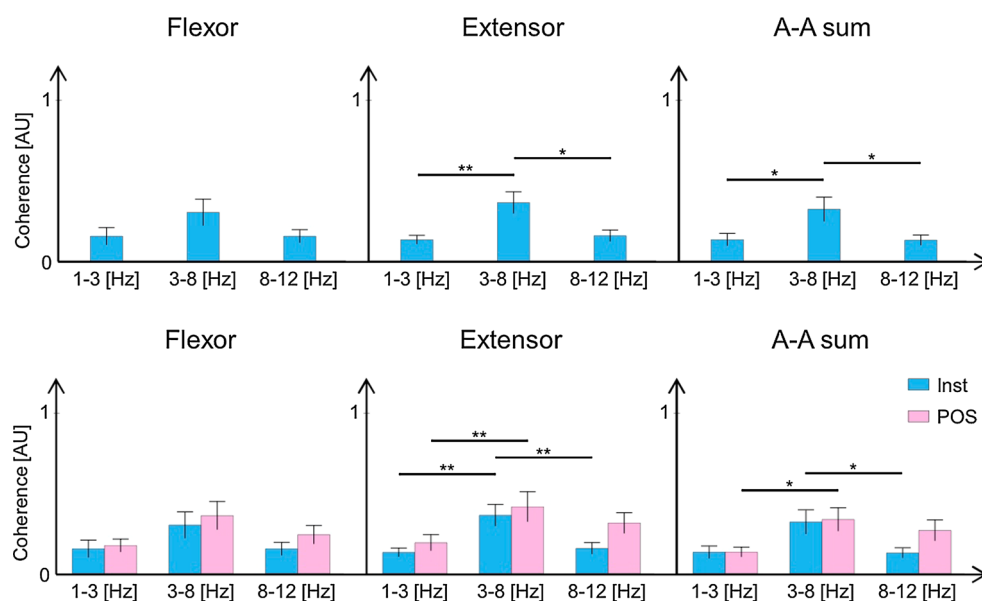 Flexor Extensor A-A sum
Coherence [AU]
1 1 1
** * * *
0
1-3 [Hz] 3-8 [Hz] 8-12 [Hz] 1-3 [Hz] 3-8 [Hz] 8-12 [Hz] 1-3 [Hz] 3-8 [Hz] 8-12 [Hz]
Flexor Extensor A-A sum
Inst
POS
Coherence [AU]
1 1 1
**
** ** * *
0
1-3 [Hz] 3-8 [Hz] 8-12 [Hz] 1-3 [Hz] 3-8 [Hz] 8-12 [Hz] 1-3 [Hz] 3-8 [Hz] 8-12 [Hz]